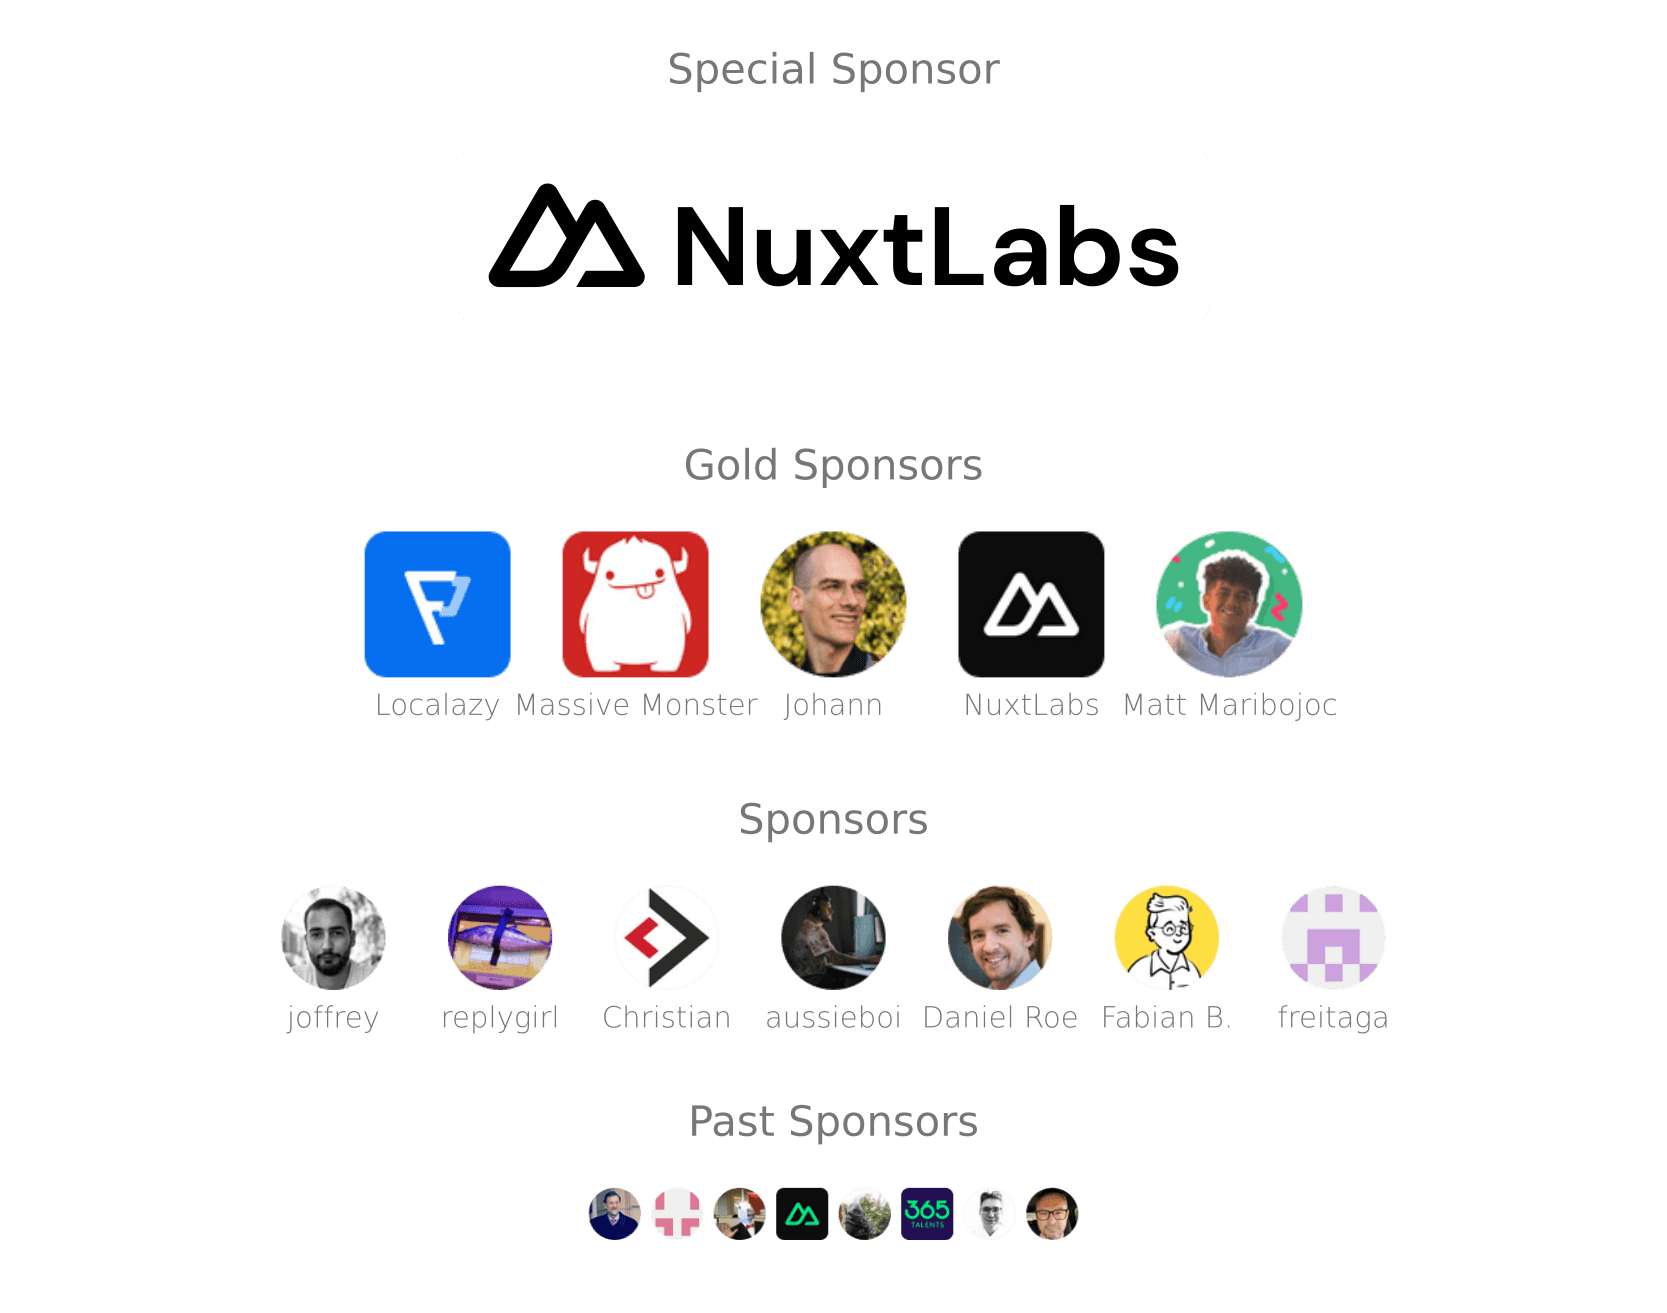 Special Sponsor
NuxtLabs
Gold Sponsors
Localazy Massive Monster Johann NuxtLabs Matt Maribojoc
Sponsors
joffrey replygirl Christian aussieboi Daniel Roe Fabian B. freitaga
Past Sponsors
365
TALENTS